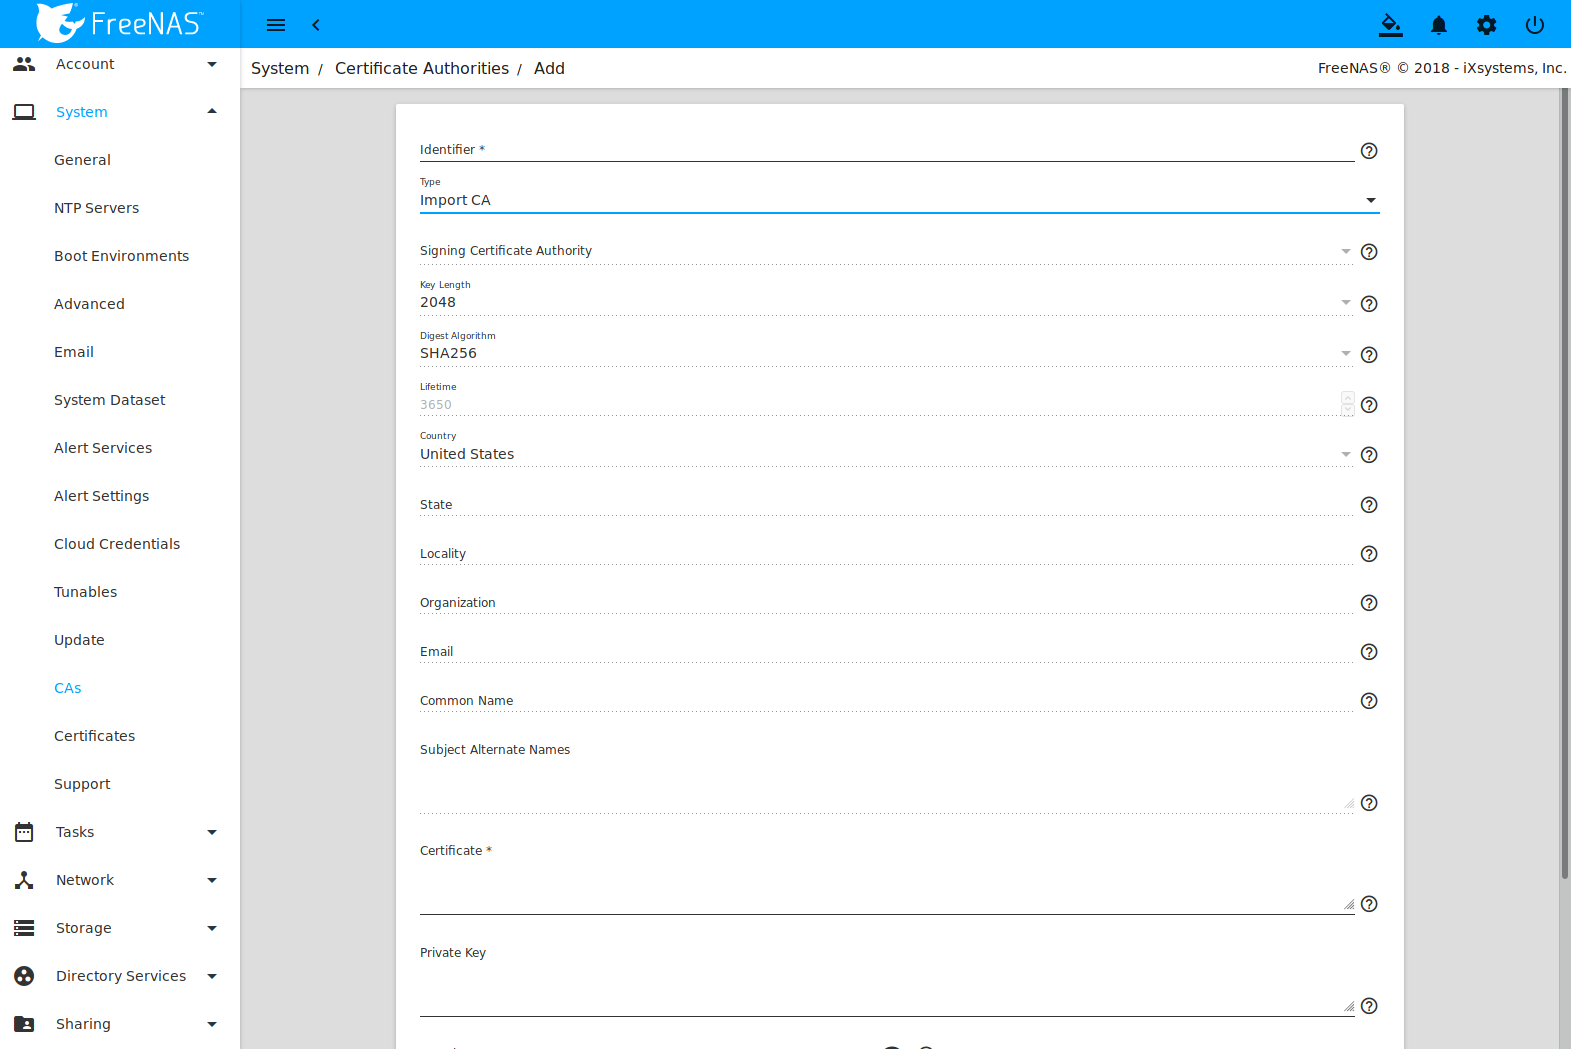 FreeNAS™
System / Certificate Authorities / Add
FreeNAS® © 2018 - iXsystems, Inc.
Account
System
General
NTP Servers
Boot Environments
Advanced
Email
System Dataset
Alert Services
Alert Settings
Cloud Credentials
Tunables
Update
CAs
Certificates
Support
Tasks
Network
Storage
Directory Services
Sharing
Identifier *
Type
Import CA
Signing Certificate Authority
Key Length
2048
Digest Algorithm
SHA256
Lifetime
3650
Country
United States
State
Locality
Organization
Email
Common Name
Subject Alternate Names
Certificate *
Private Key